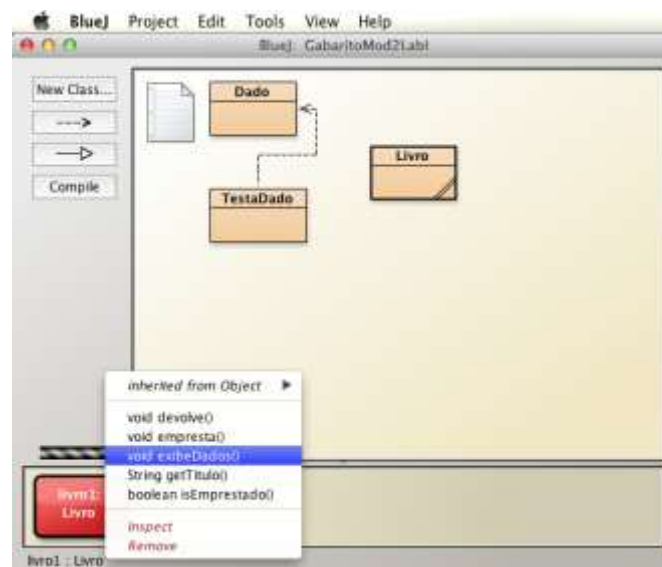 BlueJ Project Edit Tools View Help
BlueJ: GabaritoMod2Lab1
New Class...
Compile
Dado
Livro
TestaDado
inherited from Object
void devolve()
void empresta()
void exibeDados()
String getTitulo()
boolean isEmprestado()
Inspect
Remove
livro1:
Livro
livro1 : Livro